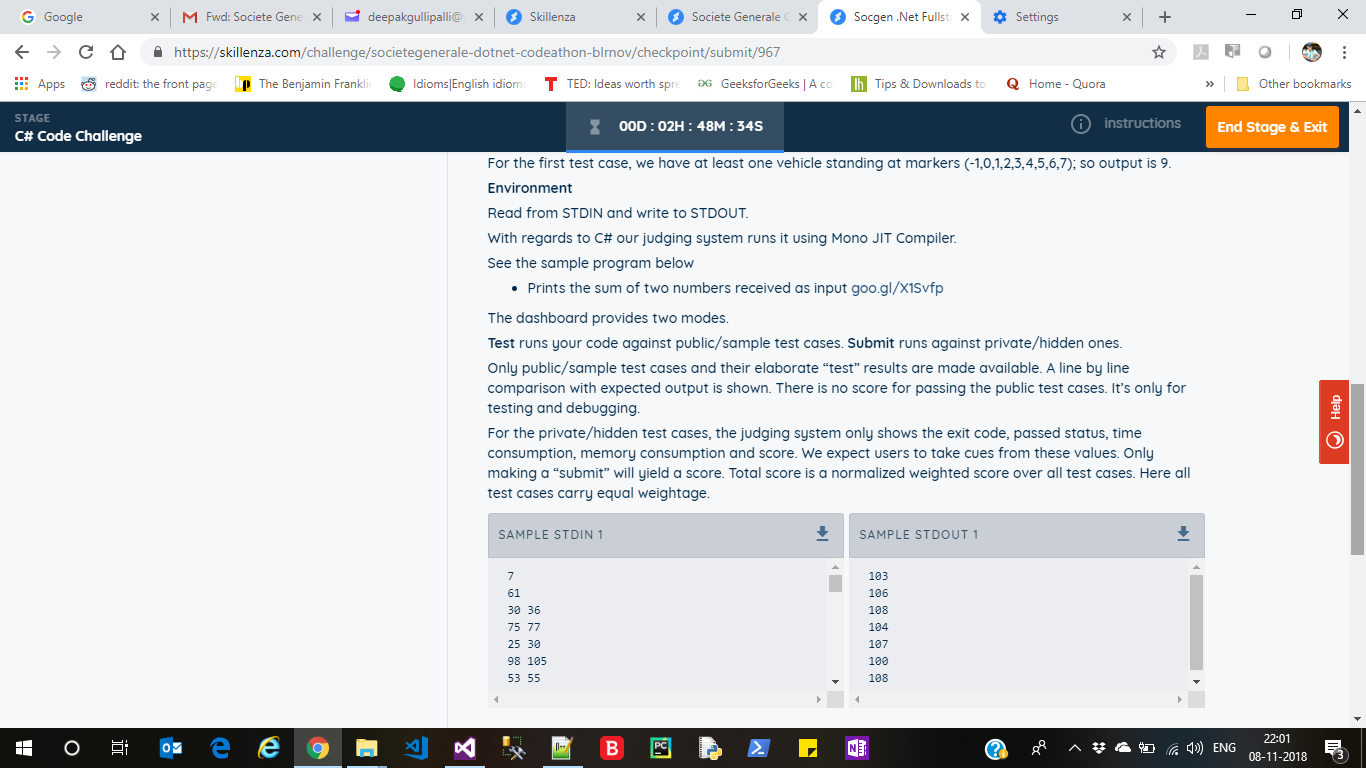 Google
Fwd: Societe Gene
deepakgullipalli@y
Skillenza
Societe Generale C
Socgen .Net Fullst
Settings
https://skillenza.com/challenge/societegenerale-dotnet-codeathon-blrnov/checkpoint/submit/967
Apps
reddit: the front page
The Benjamin Franklin
Idioms|English idiom
TED: Ideas worth spre
GeeksforGeeks | A co
Tips & Downloads to
Home - Quora
»
Other bookmarks
STAGE
C# Code Challenge
00D : 02H : 48M : 34S
instructions
End Stage & Exit
For the first test case, we have at least one vehicle standing at markers (-1,0,1,2,3,4,5,6,7); so output is 9.
Environment
Read from STDIN and write to STDOUT.
With regards to C# our judging system runs it using Mono JIT Compiler.
See the sample program below
• Prints the sum of two numbers received as input goo.gl/X1Svfp
The dashboard provides two modes.
Test runs your code against public/sample test cases. Submit runs against private/hidden ones.
Only public/sample test cases and their elaborate “test” results are made available. A line by line
comparison with expected output is shown. There is no score for passing the public test cases. It’s only for
testing and debugging.
For the private/hidden test cases, the judging system only shows the exit code, passed status, time
consumption, memory consumption and score. We expect users to take cues from these values. Only
making a “submit” will yield a score. Total score is a normalized weighted score over all test cases. Here all
test cases carry equal weightage.
Help
SAMPLE STDIN 1
7
61
30 36
75 77
25 30
98 105
53 55
SAMPLE STDOUT 1
103
106
108
104
107
100
108
ENG
22:01
08-11-2018
3